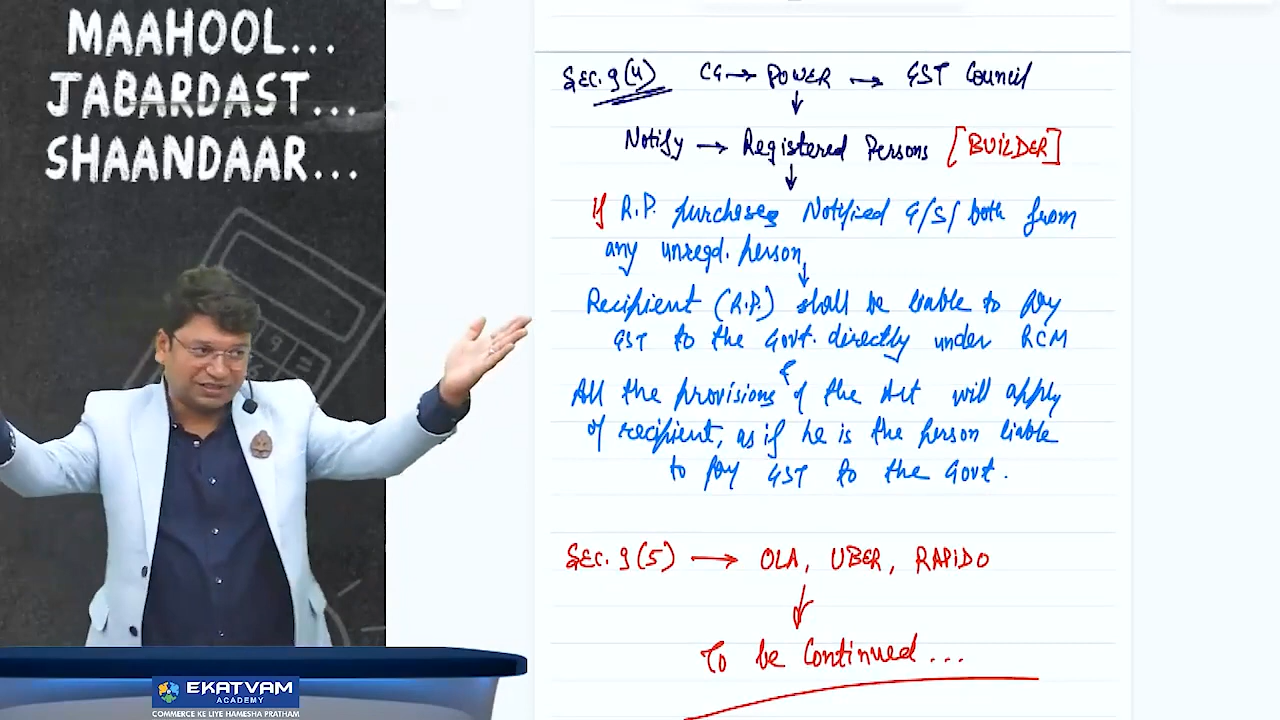 MAAHOOL...
JABARDAST...
SHAANDAAR...
SEC. 9(4) CG → POWER → GST Council
↓
Notify → Registered Persons [BUILDER]
↓
if R.P. purchases Notified G/S/both from
any unregd. person,
↓
Recipient (R.P.) shall be liable to pay
GST to the Govt. directly under RCM
&
All the provisions of the Act will apply
of recipient, as if he is the person liable
to pay GST to the Govt.
SEC. 9(5) → OLA, UBER, RAPIDO
↓
To be Continued...
EKATVAM
ACADEMY
COMMERCE KE LIYE HAMESHA PRATHAM